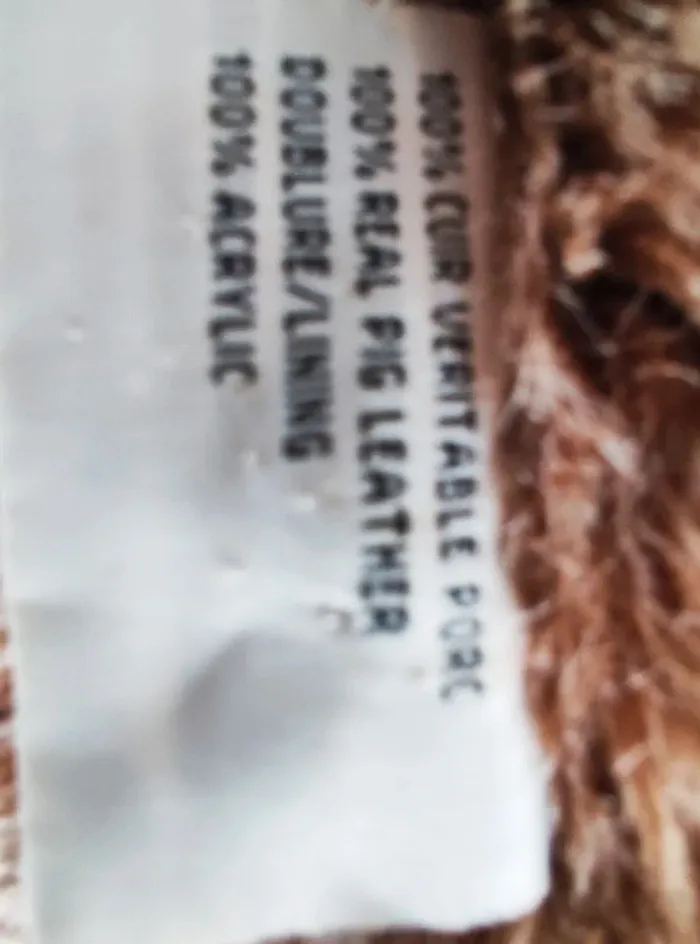 100% CUIR VERITABLE PORC
100% REAL PIG LEATHER
DOUBLURE/LINING
100% ACRYLIC